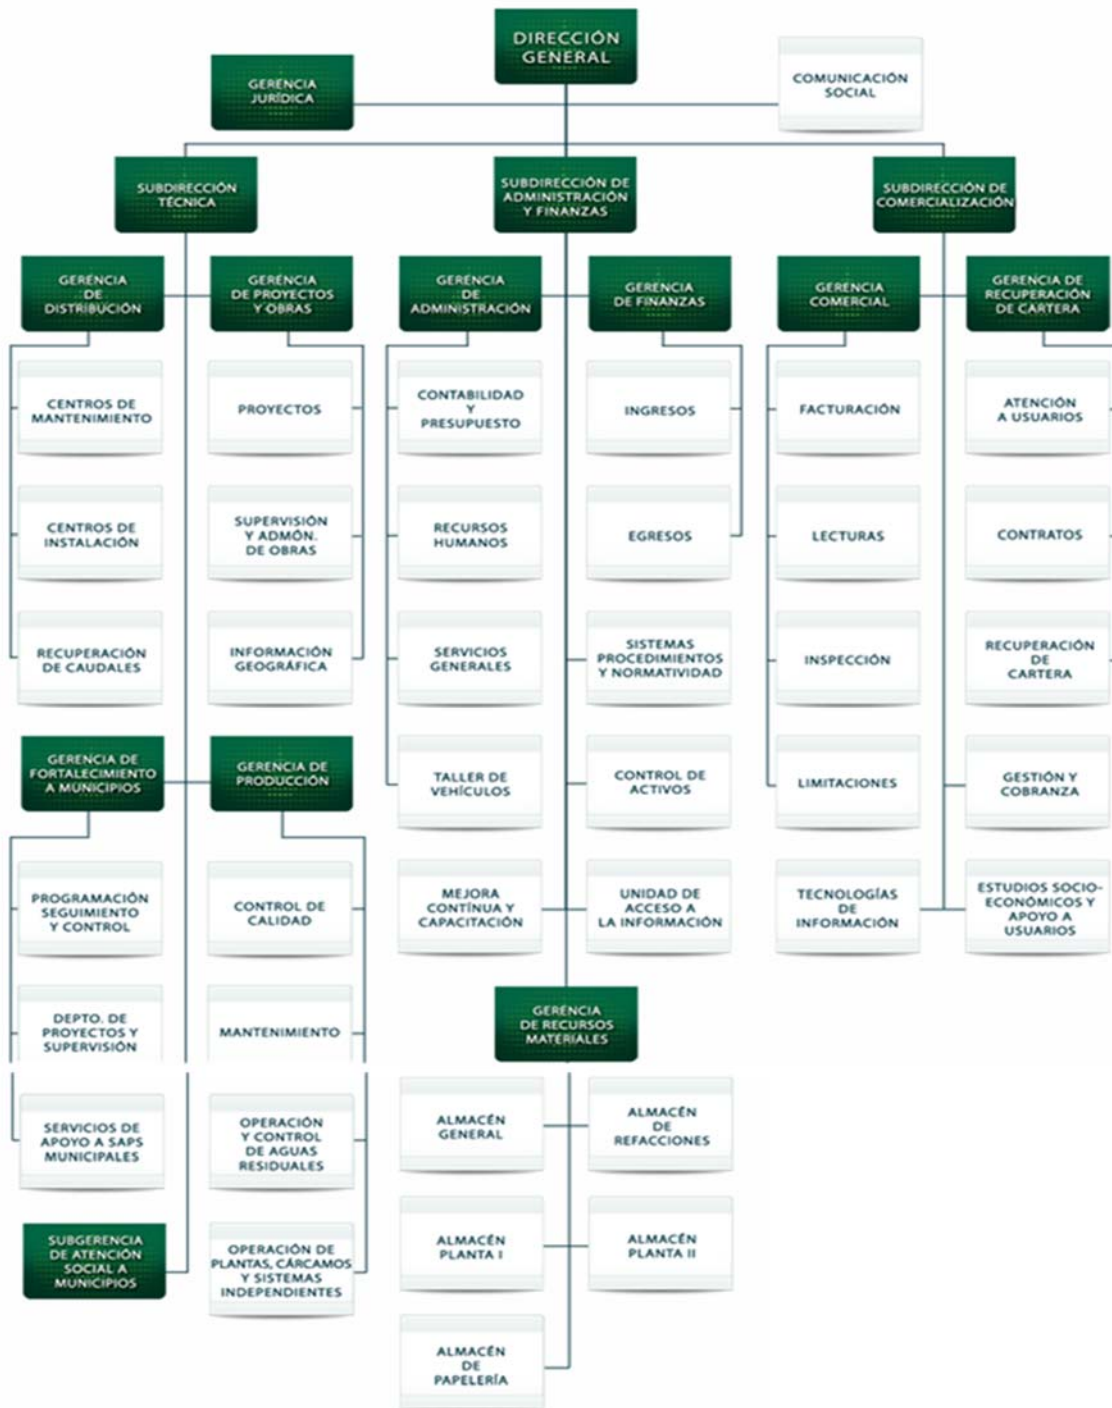 DIRECCIÓN
GENERAL
GERENCIA
JURÍDICA
COMUNICACIÓN
SOCIAL
SUBDIRECCIÓN
TÉCNICA
SUBDIRECCIÓN DE
ADMINISTRACIÓN
Y FINANZAS
SUBDIRECCIÓN DE
COMERCIALIZACIÓN
GERENCIA
DE
DISTRIBUCIÓN
GERENCIA
DE PROYECTOS
Y OBRAS
GERENCIA
DE
ADMINISTRACIÓN
GERENCIA
DE FINANZAS
GERENCIA
COMERCIAL
GERENCIA DE
RECUPERACIÓN
DE CARTERA
CENTROS DE
MANTENIMIENTO
PROYECTOS
CONTABILIDAD
Y
PRESUPUESTO
INGRESOS
FACTURACIÓN
ATENCIÓN
A USUARIOS
CENTROS DE
INSTALACIÓN
SUPERVISIÓN
Y ADMÓN.
DE OBRAS
RECURSOS
HUMANOS
EGRESOS
LECTURAS
CONTRATOS
RECUPERACIÓN
DE CAUDALES
INFORMACIÓN
GEOGRÁFICA
SERVICIOS
GENERALES
SISTEMAS
PROCEDIMIENTOS
Y NORMATIVIDAD
INSPECCIÓN
RECUPERACIÓN
DE
CARTERA
GERENCIA DE
FORTALECIMIENTO
A MUNICIPIOS
GERENCIA DE
PRODUCCIÓN
TALLER DE
VEHÍCULOS
CONTROL DE
ACTIVOS
LIMITACIONES
GESTIÓN Y
COBRANZA
PROGRAMACIÓN
SEGUIMIENTO
Y CONTROL
CONTROL DE
CALIDAD
MEJORA
CONTÍNUA Y
CAPACITACIÓN
UNIDAD DE
ACCESO A
LA INFORMACIÓN
TECNOLOGÍAS
DE
INFORMACIÓN
ESTUDIOS SOCIO-
ECONÓMICOS Y
APOYO A
USUARIOS
DEPTO. DE
PROYECTOS Y
SUPERVISIÓN
MANTENIMIENTO
GERENCIA
DE RECURSOS
MATERIALES
SERVICIOS DE
APOYO A SAPS
MUNICIPALES
OPERACIÓN
Y CONTROL
DE AGUAS
RESIDUALES
ALMACÉN
GENERAL
ALMACÉN
DE
REFACCIONES
SUBGERENCIA
DE ATENCIÓN
SOCIAL A
MUNICIPIOS
OPERACIÓN DE
PLANTAS, CÁRCAMOS
Y SISTEMAS
INDEPENDIENTES
ALMACÉN
PLANTA I
ALMACÉN
PLANTA II
ALMACÉN
DE
PAPELERÍA